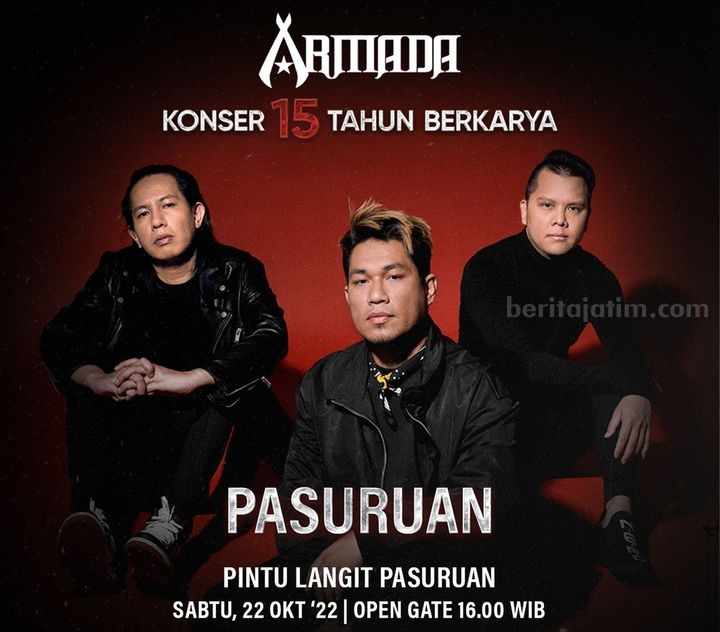 ARMADA
KONSER 15 TAHUN BERKARYA
beritajatim.com
PASURUAN
PINTU LANGIT PASURUAN
SABTU, 22 OKT '22 | OPEN GATE 16.00 WIB